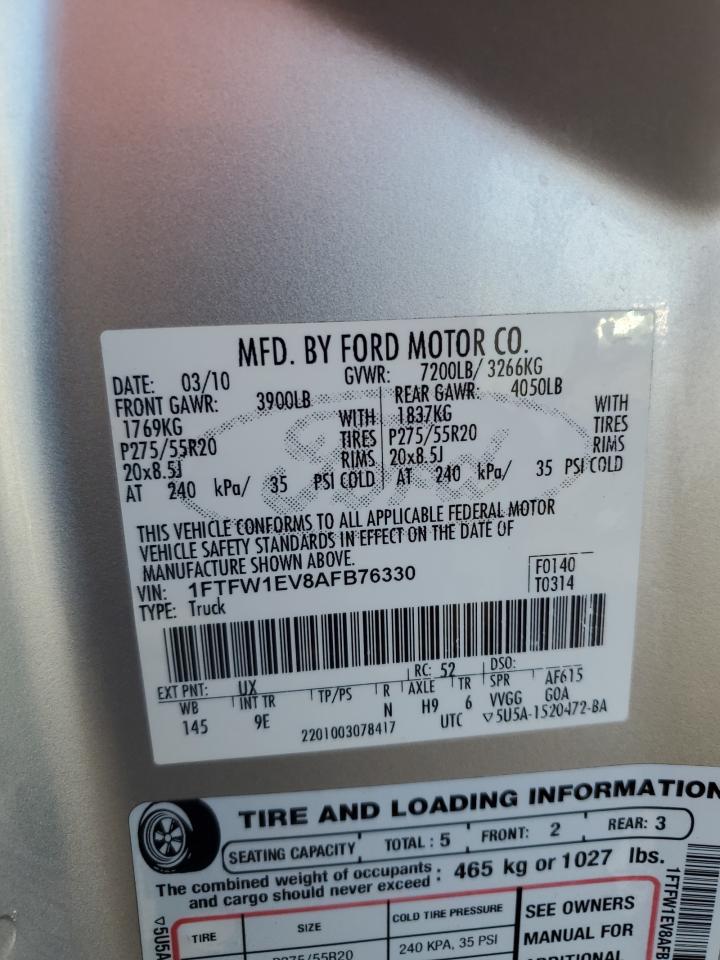 MFD. BY FORD MOTOR CO.
DATE: 03/10 GVWR: 7200LB/ 3266KG
FRONT GAWR: 3900LB REAR GAWR: 4050LB
1769KG WITH 1837KG WITH
P275/55R20 TIRES P275/55R20 TIRES
20x8.5J RIMS 20x8.5J RIMS
AT 240 kPa/ 35 PSI COLD AT 240 kPa/ 35 PSI COLD
Ford
THIS VEHICLE CONFORMS TO ALL APPLICABLE FEDERAL MOTOR
VEHICLE SAFETY STANDARDS IN EFFECT ON THE DATE OF
MANUFACTURE SHOWN ABOVE.
VIN: 1FTFW1EV8AFB76330 F0140
TYPE: Truck T0314
EXT PNT: UX RC: 52 DSO:
WB INT TR TP/PS R AXLE TR SPR AF615
145 9E N H9 6 VVGG GOA
2201003078417 UTC ▽5U5A-1520472-BA
TIRE AND LOADING INFORMATION
SEATING CAPACITY TOTAL : 5 FRONT: 2 REAR: 3
The combined weight of occupants and cargo should never exceed : 465 kg or 1027 lbs.
TIRE SIZE COLD TIRE PRESSURE SEE OWNERS
P275/55R20 240 KPA, 35 PSI MANUAL FOR
ADDITIONAL
▽5U5A
1FTFW1EV8AFB